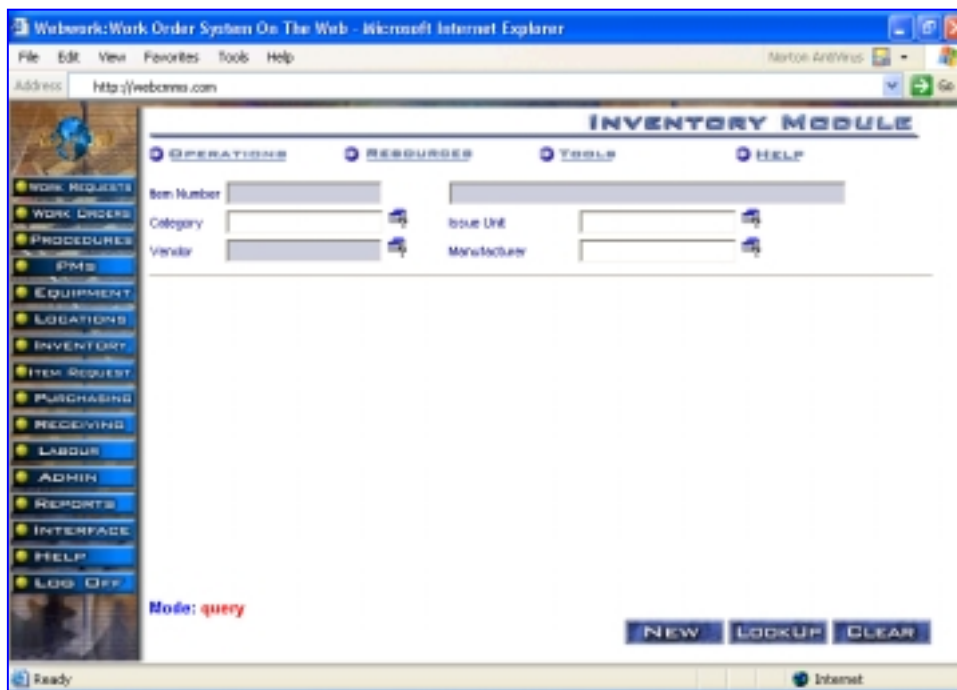 Webwork:Work Order System On The Web - Microsoft Internet Explorer
File Edit View Favorites Tools Help Norton AntiVirus
Address http://webcmms.com Go
INVENTORY MODULE
OPERATIONS RESOURCES TOOLS HELP
WORK REQUESTS
WORK ORDERS
PROCEDURES
PMS
EQUIPMENT
LOCATIONS
INVENTORY
ITEM REQUEST
PURCHASING
RECEIVING
LABOUR
ADMIN
REPORTS
INTERFACE
HELP
LOG OFF
Item Number
Category Issue Unit
Vendor Manufacturer
Mode: query
NEW LOOKUP CLEAR
Ready Internet